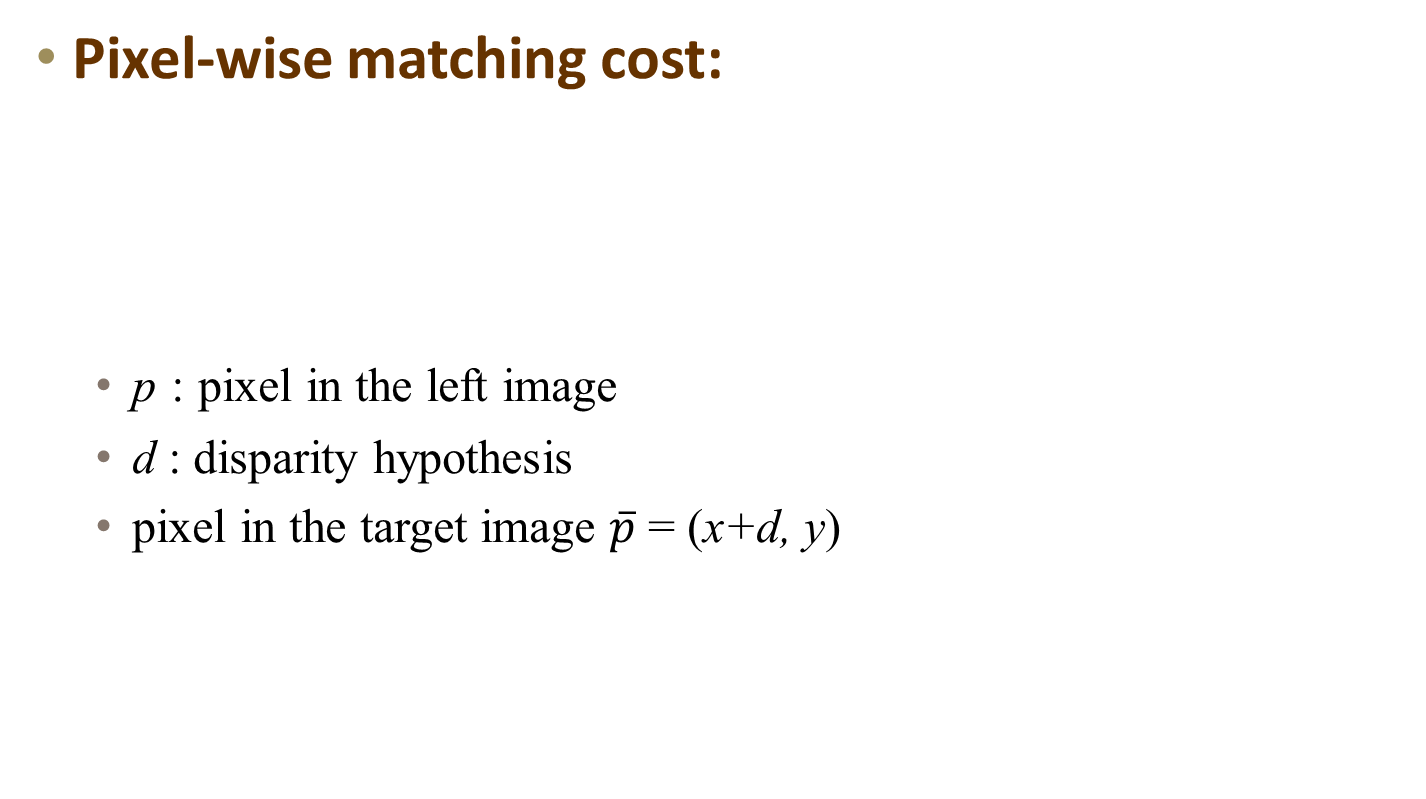 • Pixel-wise matching cost:
• p : pixel in the left image
• d : disparity hypothesis
• pixel in the target image p̄ = (x+d, y)